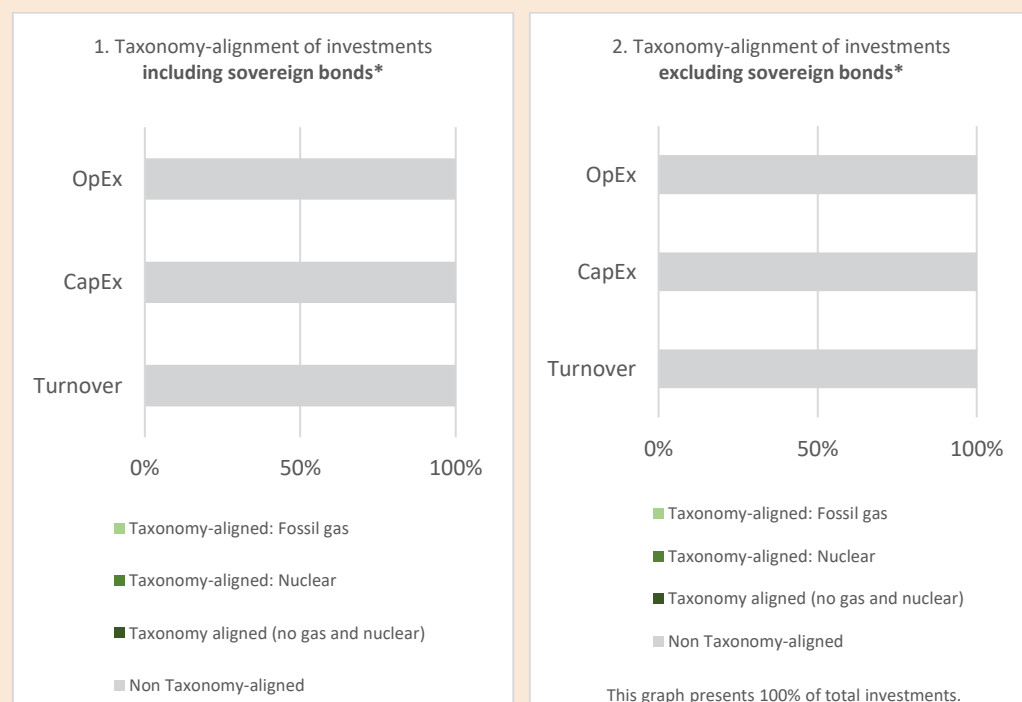 1. Taxonomy-alignment of investments
including sovereign bonds*
OpEx
CapEx
Turnover
0% 50% 100%
Taxonomy-aligned: Fossil gas
Taxonomy-aligned: Nuclear
Taxonomy aligned (no gas and nuclear)
Non Taxonomy-aligned
2. Taxonomy-alignment of investments
excluding sovereign bonds*
OpEx
CapEx
Turnover
0% 50% 100%
Taxonomy-aligned: Fossil gas
Taxonomy-aligned: Nuclear
Taxonomy aligned (no gas and nuclear)
Non Taxonomy-aligned
This graph presents 100% of total investments.